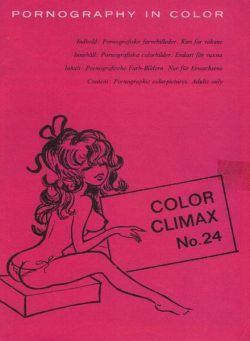 PORNOGRAPHY IN COLOR
Indhold: Pornografiske farvebilleder. Kun for voksne
Innehåll: Pornografiska colorbilder. Endast för vuxna
Inhalt: Pornografische Farb-Bildern. Nur für Erwachsene
Content: Pornographic colorpictures. Adults only
COLOR
CLIMAX
No.24